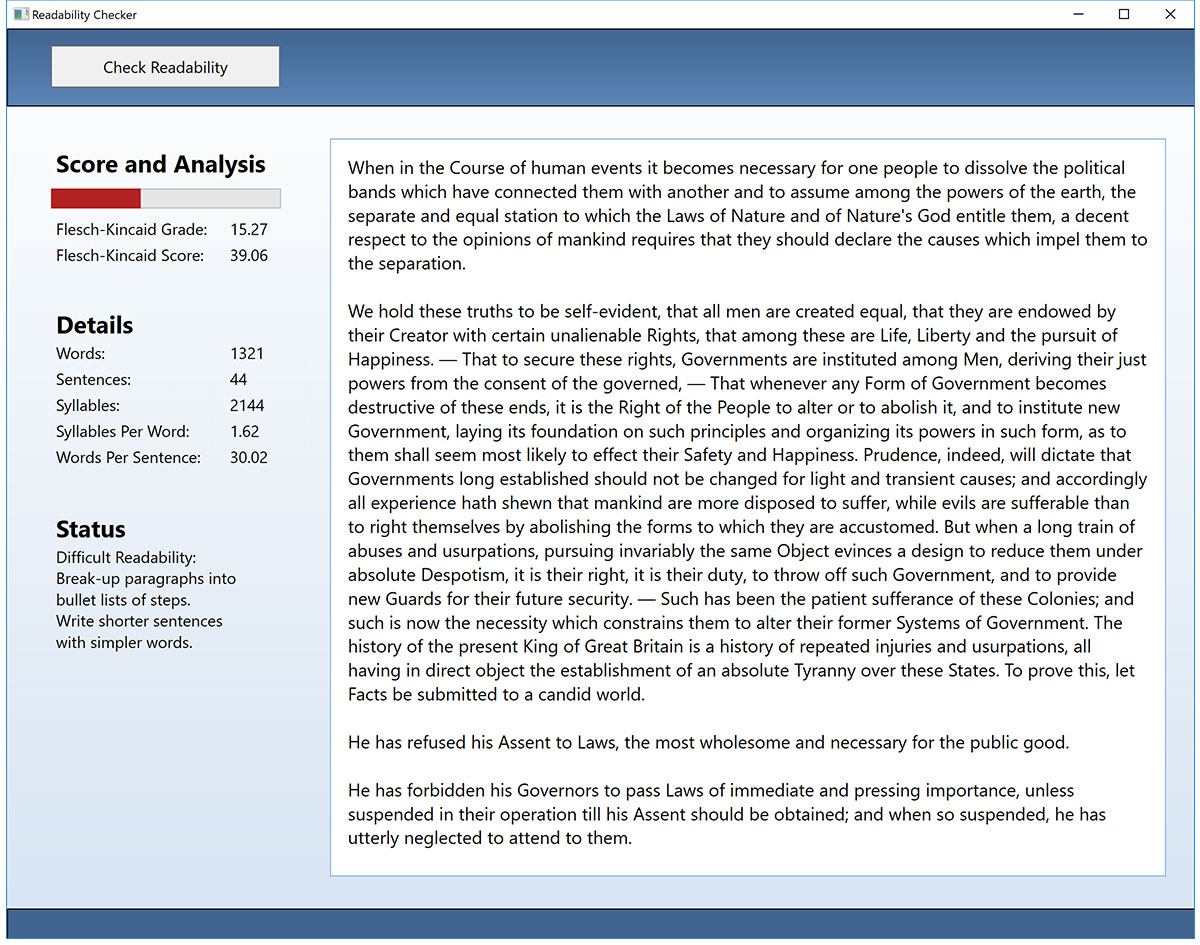 Readability Checker
Check Readability
Score and Analysis
Flesch-Kincaid Grade: 15.27
Flesch-Kincaid Score: 39.06
Details
Words: 1321
Sentences: 44
Syllables: 2144
Syllables Per Word: 1.62
Words Per Sentence: 30.02
Status
Difficult Readability:
Break-up paragraphs into
bullet lists of steps.
Write shorter sentences
with simpler words.
When in the Course of human events it becomes necessary for one people to dissolve the political
bands which have connected them with another and to assume among the powers of the earth, the
separate and equal station to which the Laws of Nature and of Nature's God entitle them, a decent
respect to the opinions of mankind requires that they should declare the causes which impel them to
the separation.
We hold these truths to be self-evident, that all men are created equal, that they are endowed by
their Creator with certain unalienable Rights, that among these are Life, Liberty and the pursuit of
Happiness. — That to secure these rights, Governments are instituted among Men, deriving their just
powers from the consent of the governed, — That whenever any Form of Government becomes
destructive of these ends, it is the Right of the People to alter or to abolish it, and to institute new
Government, laying its foundation on such principles and organizing its powers in such form, as to
them shall seem most likely to effect their Safety and Happiness. Prudence, indeed, will dictate that
Governments long established should not be changed for light and transient causes; and accordingly
all experience hath shewn that mankind are more disposed to suffer, while evils are sufferable than
to right themselves by abolishing the forms to which they are accustomed. But when a long train of
abuses and usurpations, pursuing invariably the same Object evinces a design to reduce them under
absolute Despotism, it is their right, it is their duty, to throw off such Government, and to provide
new Guards for their future security. — Such has been the patient sufferance of these Colonies; and
such is now the necessity which constrains them to alter their former Systems of Government. The
history of the present King of Great Britain is a history of repeated injuries and usurpations, all
having in direct object the establishment of an absolute Tyranny over these States. To prove this, let
Facts be submitted to a candid world.
He has refused his Assent to Laws, the most wholesome and necessary for the public good.
He has forbidden his Governors to pass Laws of immediate and pressing importance, unless
suspended in their operation till his Assent should be obtained; and when so suspended, he has
utterly neglected to attend to them.